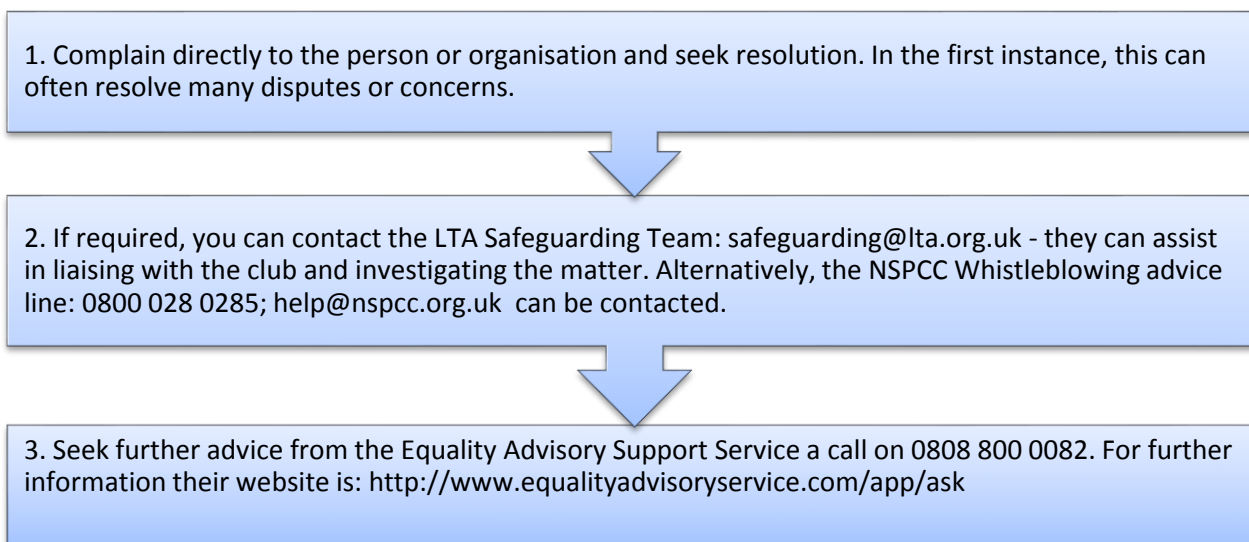 1. Complain directly to the person or organisation and seek resolution. In the first instance, this can
often resolve many disputes or concerns.
2. If required, you can contact the LTA Safeguarding Team: safeguarding@lta.org.uk - they can assist
in liaising with the club and investigating the matter. Alternatively, the NSPCC Whistleblowing advice
line: 0800 028 0285; help@nspcc.org.uk  can be contacted.
3. Seek further advice from the Equality Advisory Support Service a call on 0808 800 0082. For further
information their website is: http://www.equalityadvisoryservice.com/app/ask